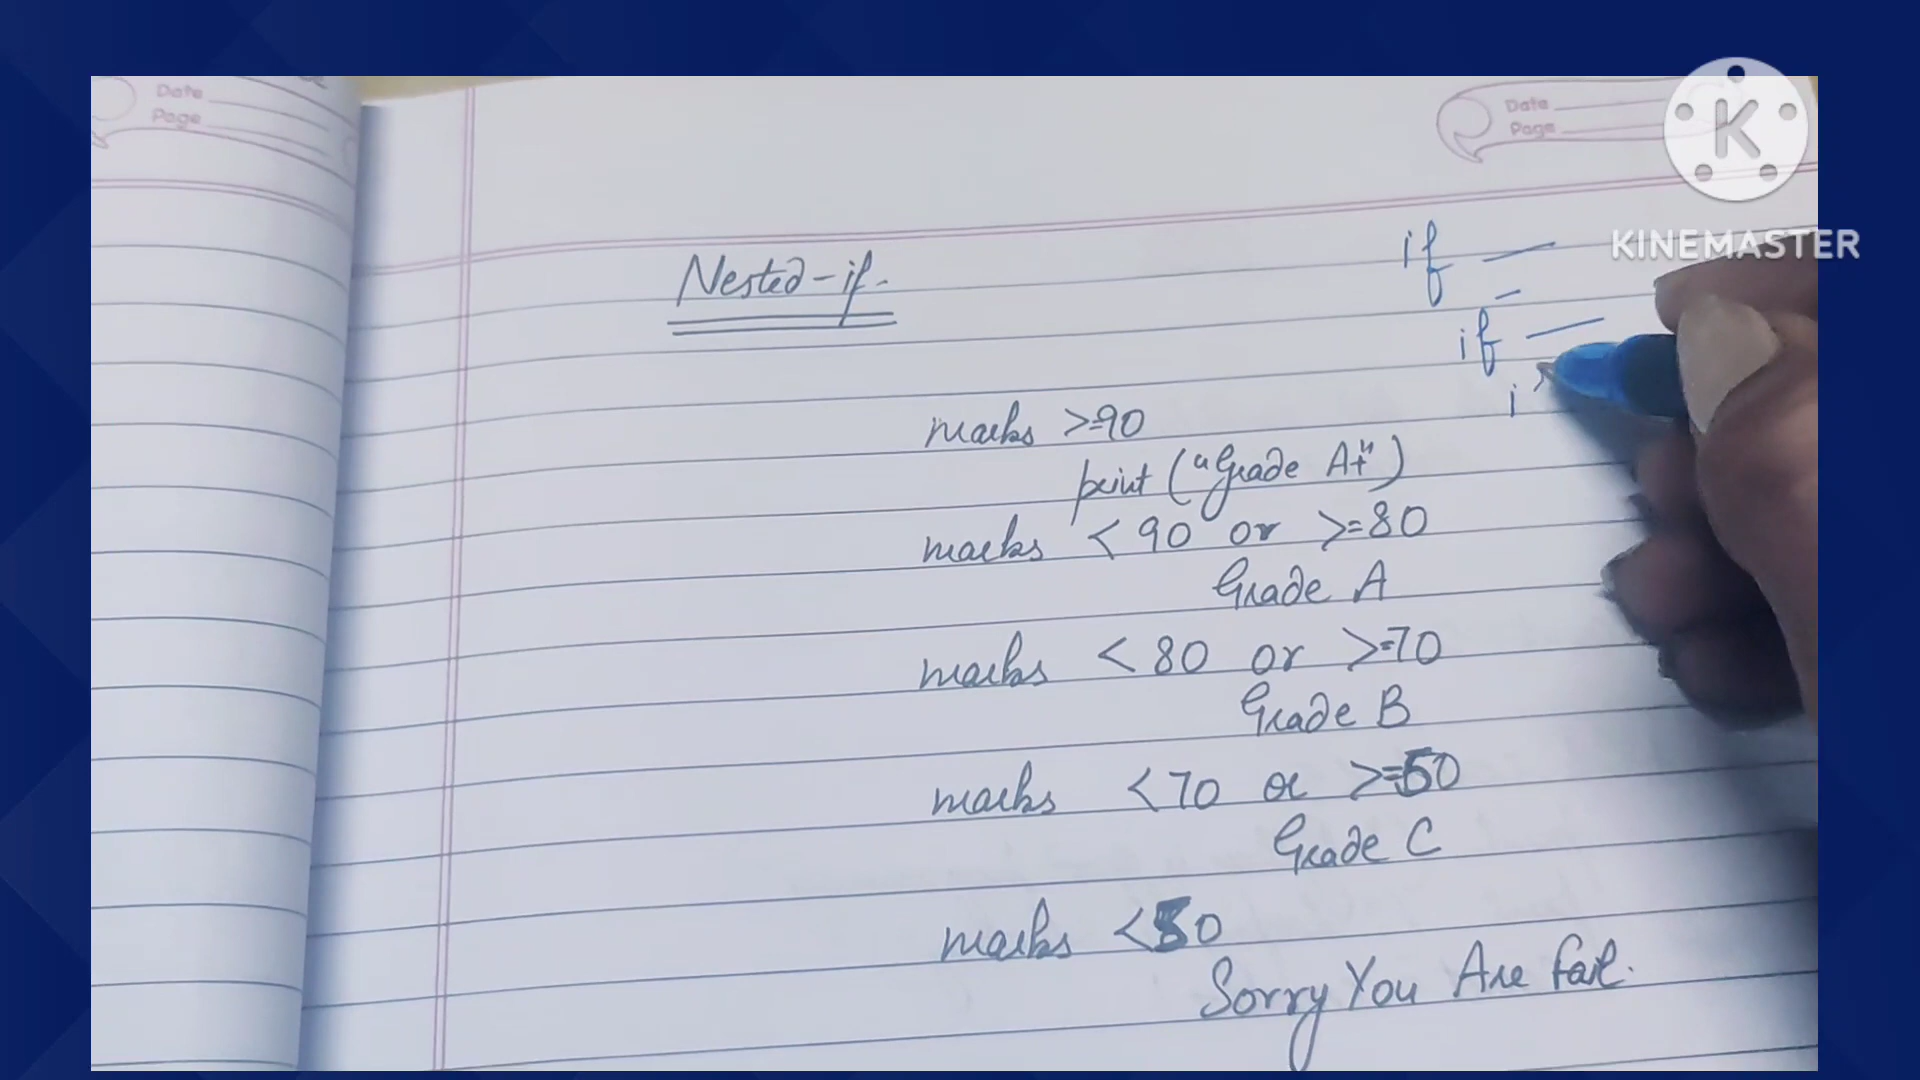 Date
Page
Date
Page
KINEMASTER
Nested-if-
if
if
i
marks >=90
print ("Grade A+")
marks < 90 or >=80
Grade A
marks < 80 or >=70
Grade B
marks <70 or >=50
Grade C
marks <50
Sorry You Are fail.